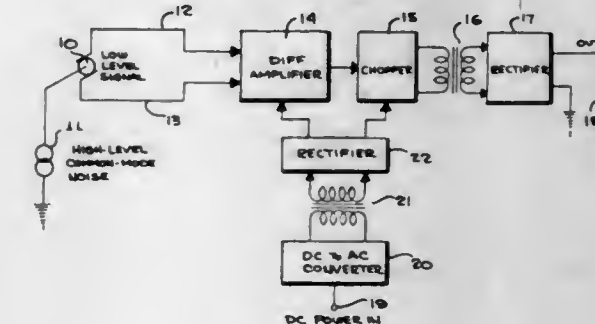 12
14
15
16
17
10
LOW
LEVEL
SIGNAL
DIFF
AMPLIFIER
CHOPPER
RECTIFIER
OUT
13
11
HIGH-LEVEL
COMMON-MODE
NOISE
RECTIFIER
22
21
DC TO AC
CONVERTER
20
19
DC POWER IN